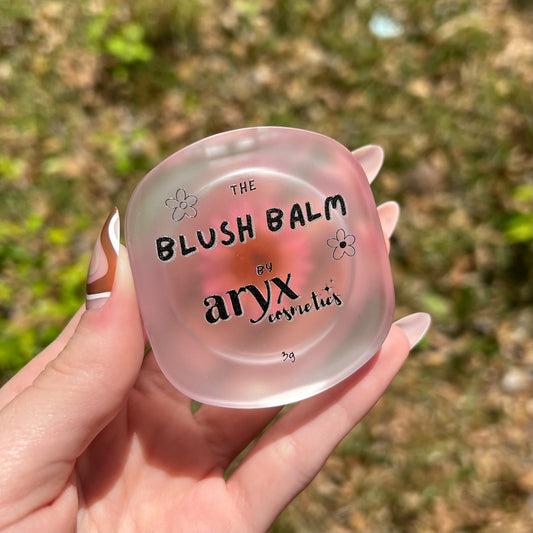 THE
BLUSH BALM
BY
aryx
cosmetics
3g